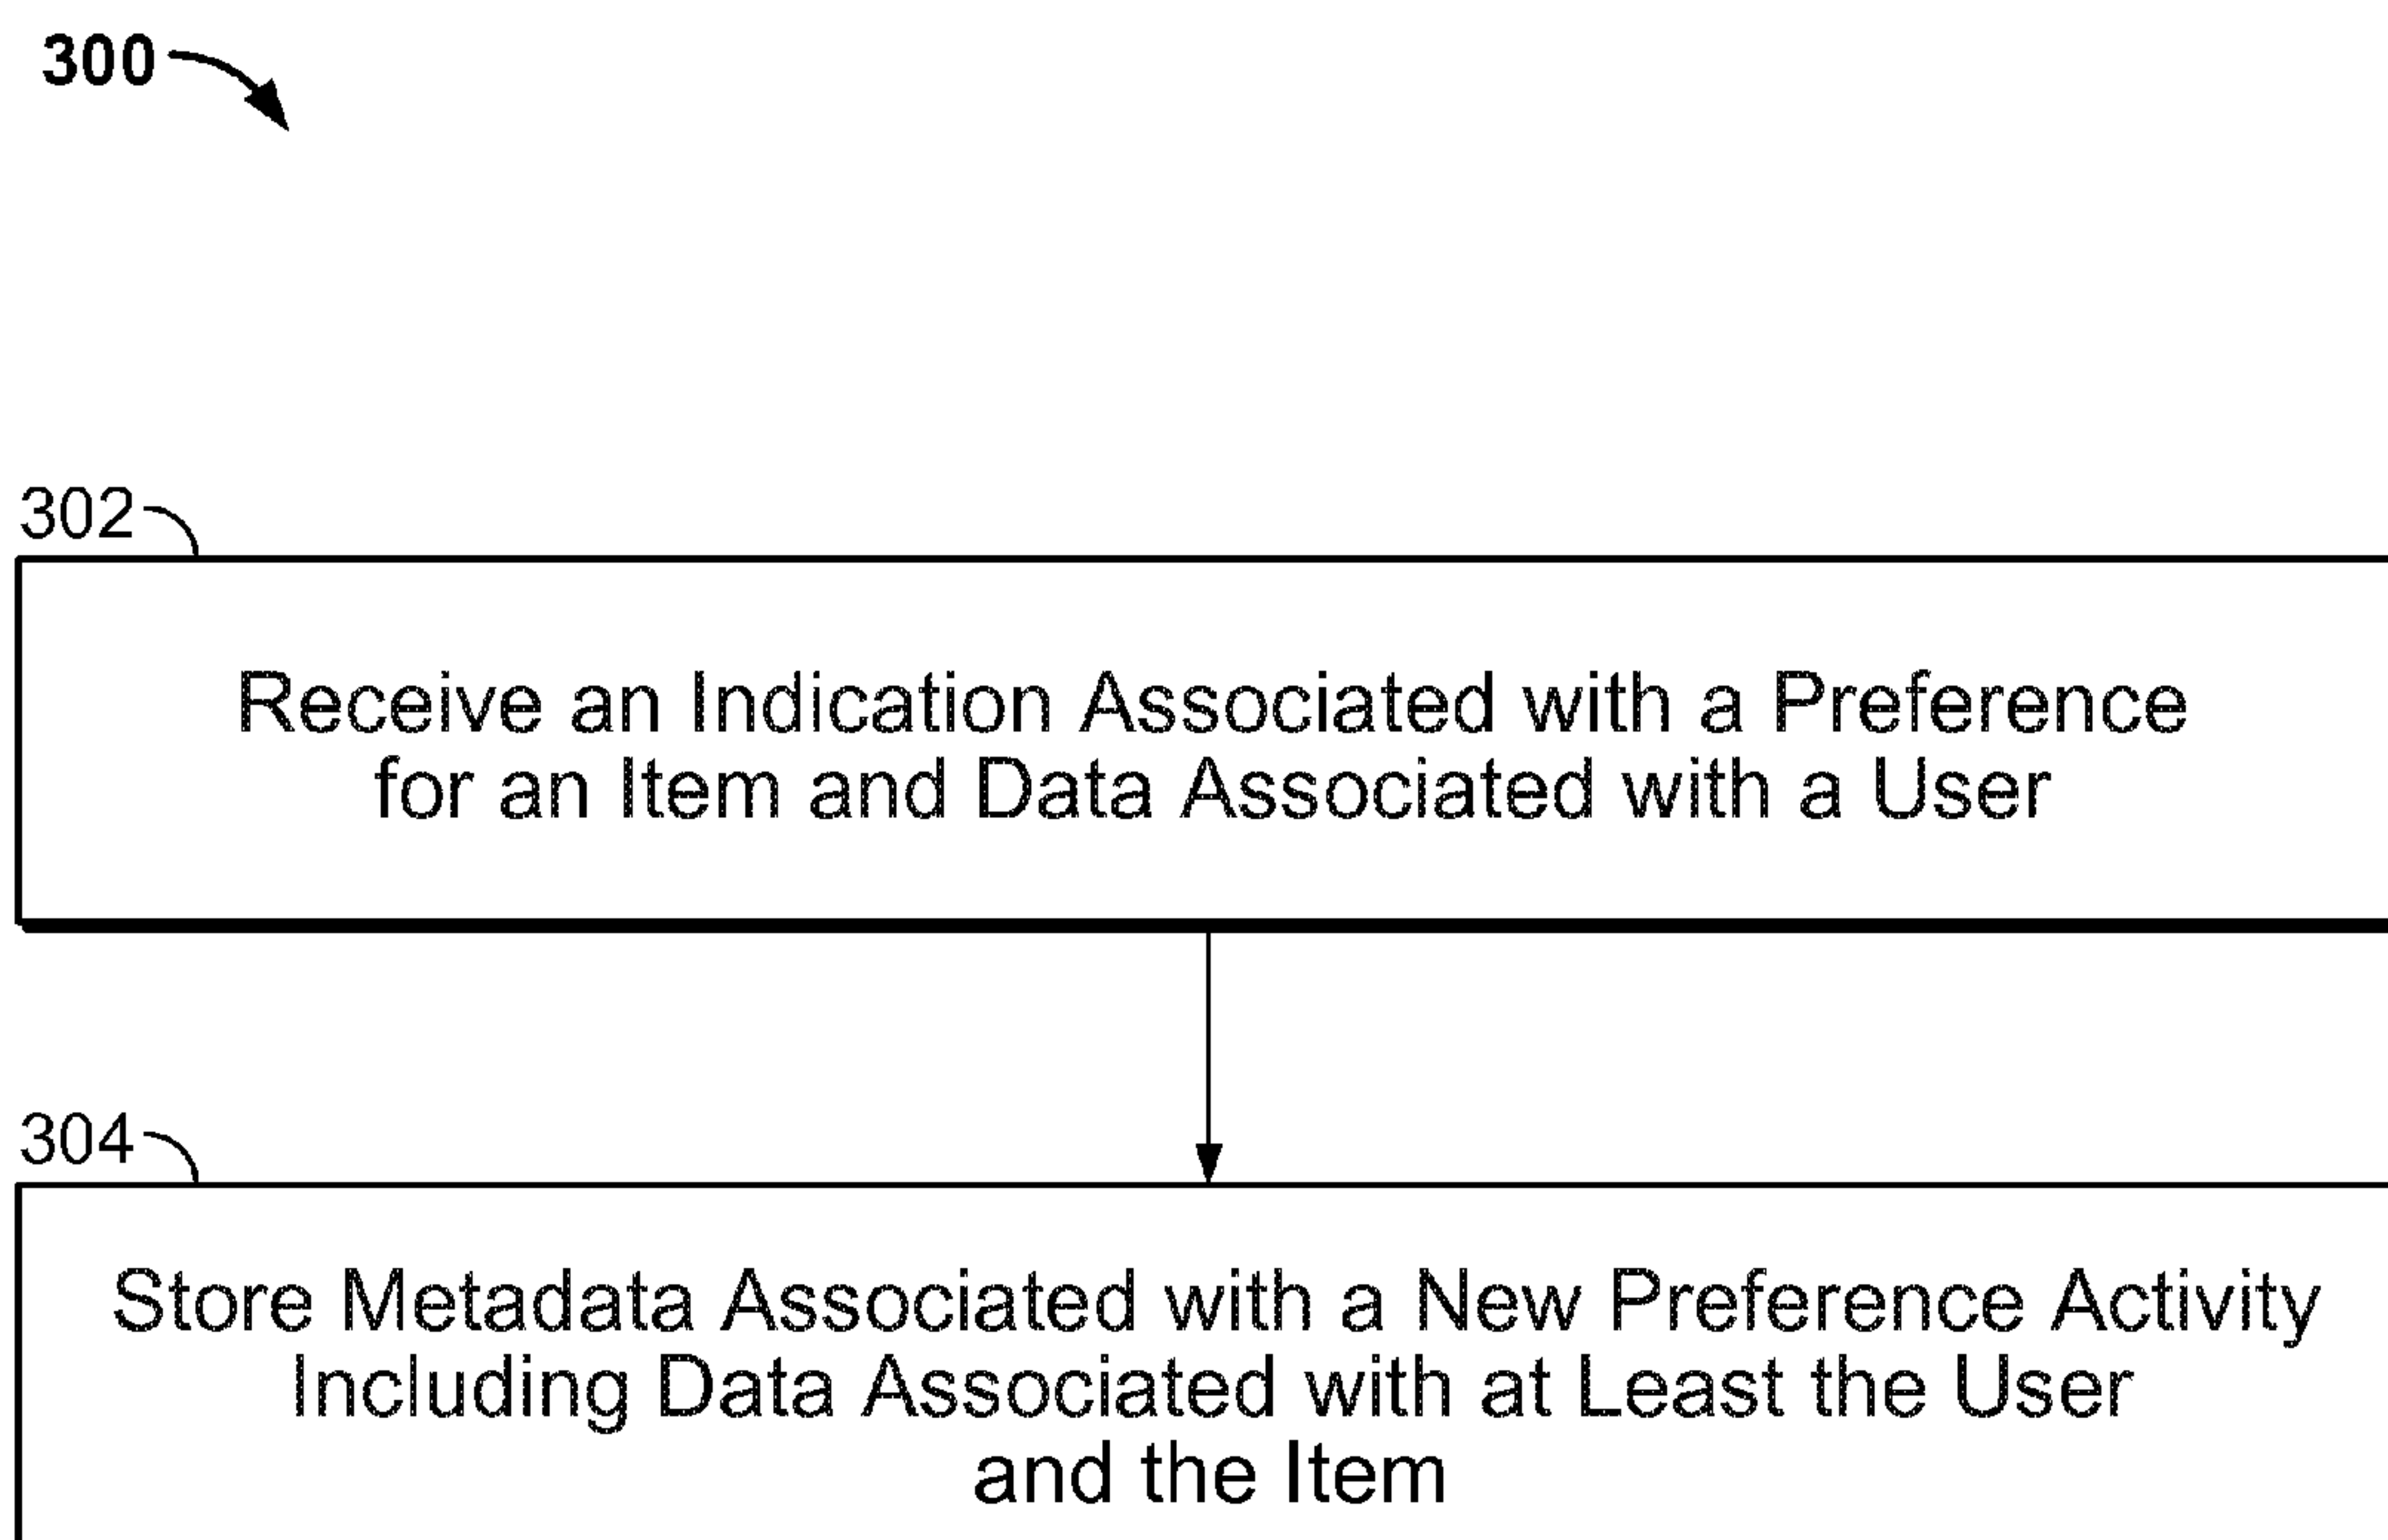 300
302
Receive an Indication Associated with a Preference
for an Item and Data Associated with a User
304
Store Metadata Associated with a New Preference Activity
Including Data Associated with at Least the User
and the Item